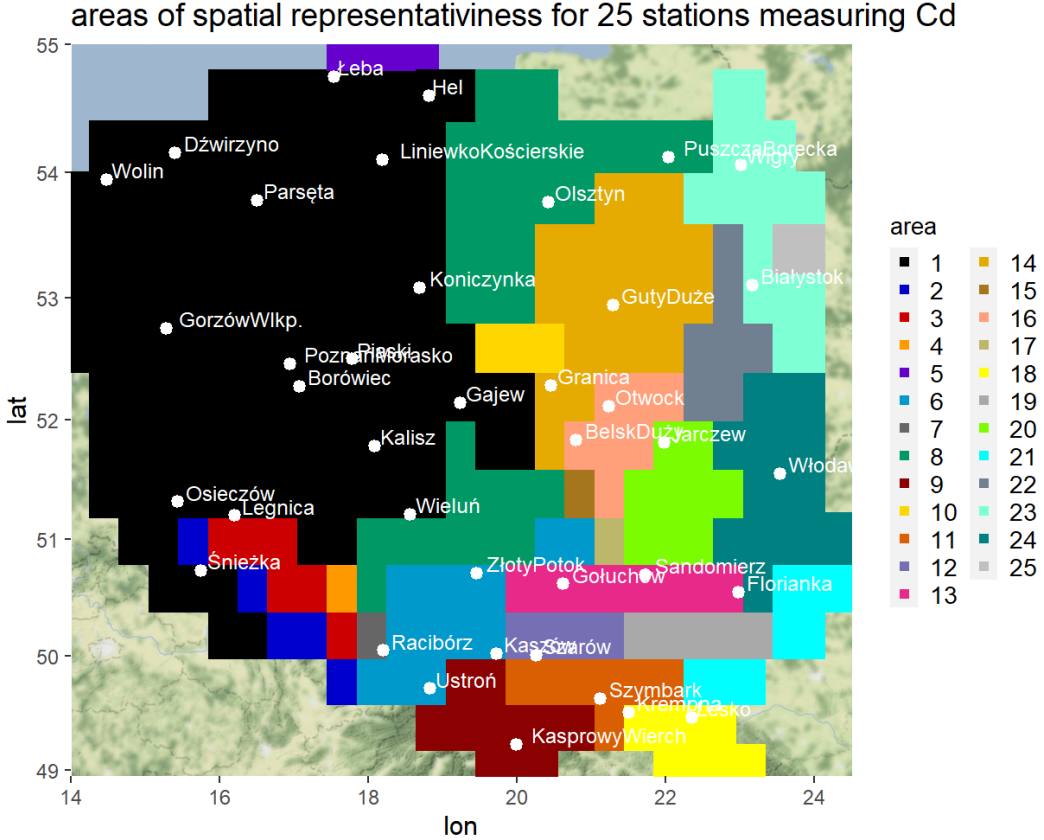 areas of spatial representativiness for 25 stations measuring Cd
55
54
53
52
51
50
49
lat
14
16
18
20
22
24
lon
Łeba
Hel
Dźwirzyno
LiniewkoKościerskie
PuszczaBorecka
Wigry
Wolin
Parsęta
Olsztyn
Koniczynka
Białystok
GutyDuże
GorzówWlkp.
Piaski
PoznańMorasko
Borówiec
Granica
Gajew
Otwock
Kalisz
BelskDuży
Jarczew
Włodaw
Osieczów
Legnica
Wieluń
Śnieżka
ZłotyPotok
Gołuchów
Sandomierz
Florianka
Racibórz
Kaszów
Szarów
Ustroń
Szymbark
Krempna
Lesko
KasprowyWierch
area
1
2
3
4
5
6
7
8
9
10
11
12
13
14
15
16
17
18
19
20
21
22
23
24
25